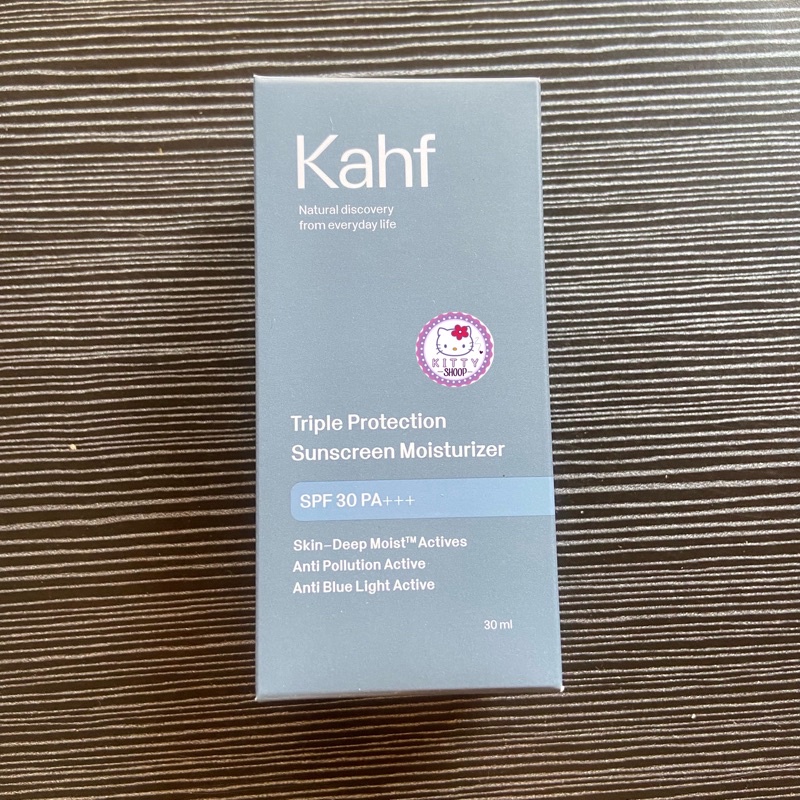 Kahf
Natural discovery
from everyday life
KITTY
SHOOP
Triple Protection
Sunscreen Moisturizer
SPF 30 PA+++
Skin-Deep Moist™ Actives
Anti Pollution Active
Anti Blue Light Active
30 ml